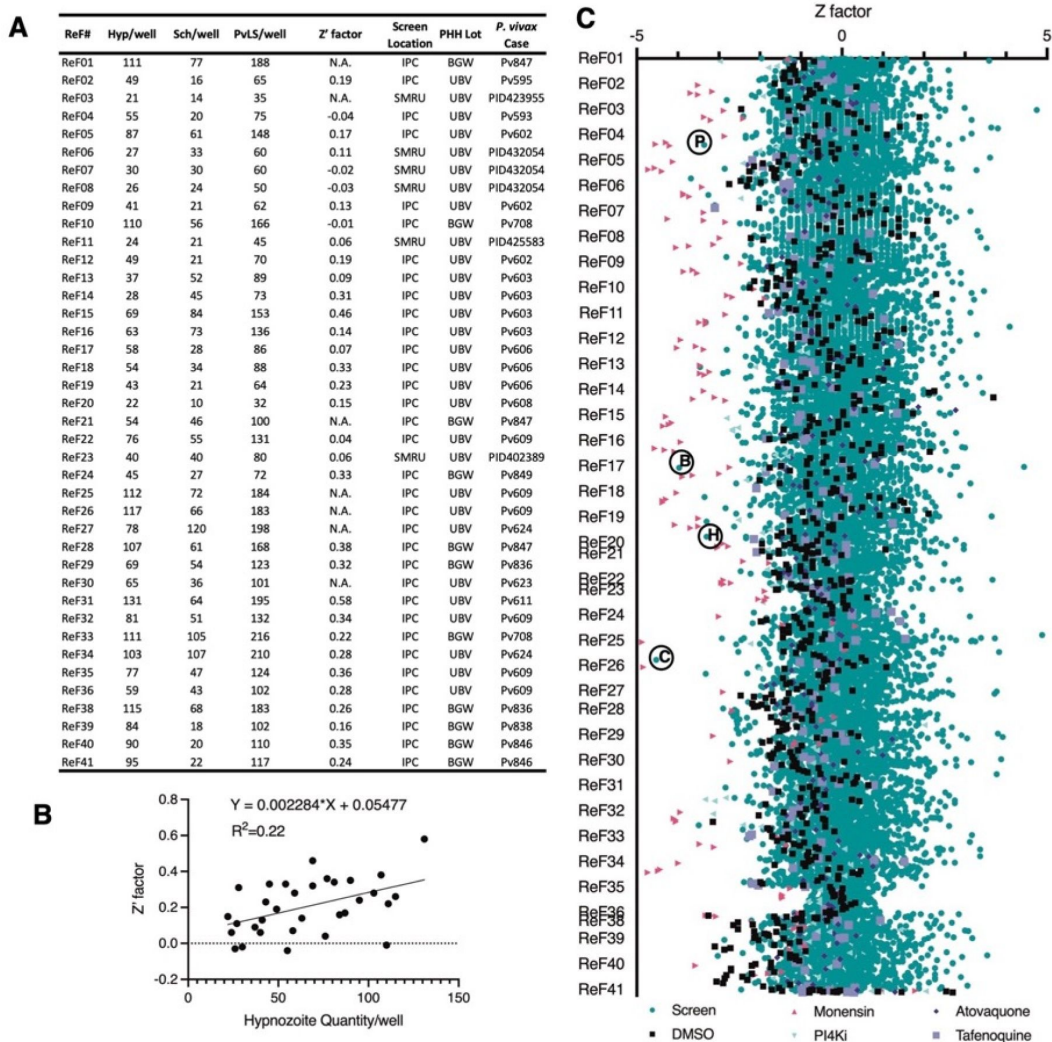 A
ReF# Hyp/well Sch/well PvLS/well Z' factor Screen Location PHH Lot P. vivax Case
ReF01 111 77 188 N.A. IPC BGW Pv847
ReF02 49 16 65 0.19 IPC UBV Pv595
ReF03 21 14 35 N.A. SMRU UBV PID423955
ReF04 55 20 75 -0.04 IPC UBV Pv593
ReF05 87 61 148 0.17 IPC UBV Pv602
ReF06 27 33 60 0.11 SMRU UBV PID432054
ReF07 30 30 60 -0.02 SMRU UBV PID432054
ReF08 26 24 50 -0.03 SMRU UBV PID432054
ReF09 41 21 62 0.13 IPC UBV Pv602
ReF10 110 56 166 -0.01 IPC BGW Pv708
ReF11 24 21 45 0.06 SMRU UBV PID425583
ReF12 49 21 70 0.19 IPC UBV Pv602
ReF13 37 52 89 0.09 IPC UBV Pv603
ReF14 28 45 73 0.31 IPC UBV Pv603
ReF15 69 84 153 0.46 IPC UBV Pv603
ReF16 63 73 136 0.14 IPC UBV Pv603
ReF17 58 28 86 0.07 IPC UBV Pv606
ReF18 54 34 88 0.33 IPC UBV Pv606
ReF19 43 21 64 0.23 IPC UBV Pv606
ReF20 22 10 32 0.15 IPC UBV Pv608
ReF21 54 46 100 N.A. IPC BGW Pv847
ReF22 76 55 131 0.04 IPC UBV Pv609
ReF23 40 40 80 0.06 SMRU UBV PID402389
ReF24 45 27 72 0.33 IPC BGW Pv849
ReF25 112 72 184 N.A. IPC UBV Pv609
ReF26 117 66 183 N.A. IPC UBV Pv609
ReF27 78 120 198 N.A. IPC UBV Pv624
ReF28 107 61 168 0.38 IPC BGW Pv847
ReF29 69 54 123 0.32 IPC BGW Pv836
ReF30 65 36 101 N.A. IPC UBV Pv623
ReF31 131 64 195 0.58 IPC UBV Pv611
ReF32 81 51 132 0.34 IPC UBV Pv609
ReF33 111 105 216 0.22 IPC BGW Pv708
ReF34 103 107 210 0.28 IPC UBV Pv624
ReF35 77 47 124 0.36 IPC UBV Pv609
ReF36 59 43 102 0.28 IPC UBV Pv609
ReF38 115 68 183 0.26 IPC BGW Pv836
ReF39 84 18 102 0.16 IPC BGW Pv838
ReF40 90 20 110 0.35 IPC BGW Pv846
ReF41 95 22 117 0.24 IPC BGW Pv846
B
Y = 0.002284*X + 0.05477
R²=0.22
Z' factor
0.8
0.6
0.4
0.2
0.0
-0.2
0 50 100 150
Hypnozoite Quantity/well
C
Z factor
-5 0 5
ReF01
ReF02
ReF03
ReF04
P
ReF05
ReF06
ReF07
ReF08
ReF09
ReF10
ReF11
ReF12
ReF13
ReF14
ReF15
ReF16
ReF17
B
ReF18
ReF19
H
ReF20
ReF21
ReF22
ReF23
ReF24
ReF25
C
ReF26
ReF27
ReF28
ReF29
ReF30
ReF31
ReF32
ReF33
ReF34
ReF35
ReF36
ReF38
ReF39
ReF40
ReF41
Screen Monensin Atovaquone
DMSO PI4Ki Tafenoquine